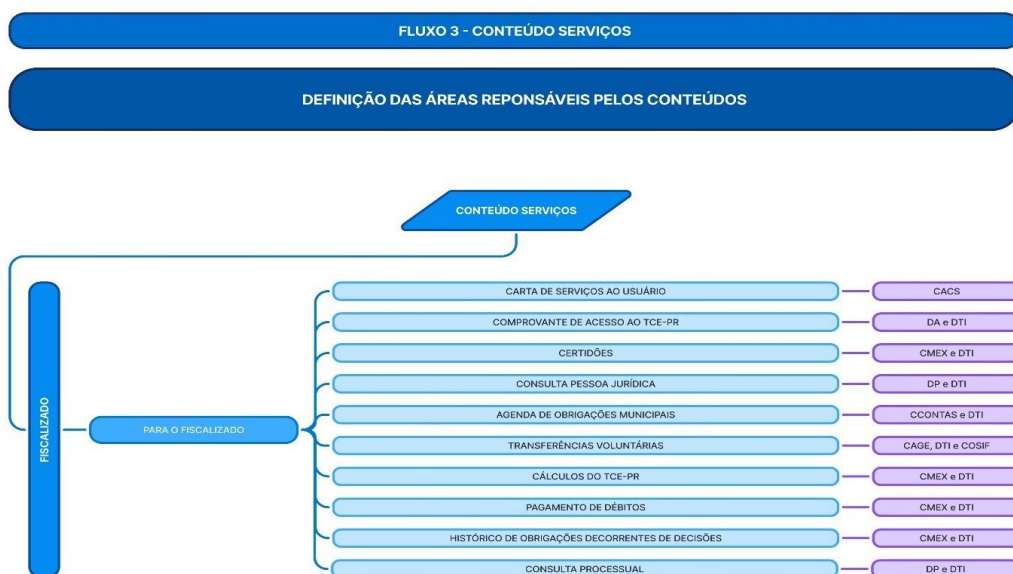 FLUXO 3 - CONTEÚDO SERVIÇOS
DEFINIÇÃO DAS ÁREAS REPONSÁVEIS PELOS CONTEÚDOS
CONTEÚDO SERVIÇOS
FISCALIZADO
PARA O FISCALIZADO
CARTA DE SERVIÇOS AO USUÁRIO
CACS
COMPROVANTE DE ACESSO AO TCE-PR
DA e DTI
CERTIDÕES
CMEX e DTI
CONSULTA PESSOA JURÍDICA
DP e DTI
AGENDA DE OBRIGAÇÕES MUNICIPAIS
CCONTAS e DTI
TRANSFERÊNCIAS VOLUNTÁRIAS
CAGE, DTI e COSIF
CÁLCULOS DO TCE-PR
CMEX e DTI
PAGAMENTO DE DÉBITOS
CMEX e DTI
HISTÓRICO DE OBRIGAÇÕES DECORRENTES DE DECISÕES
CMEX e DTI
CONSULTA PROCESSUAL
DP e DTI